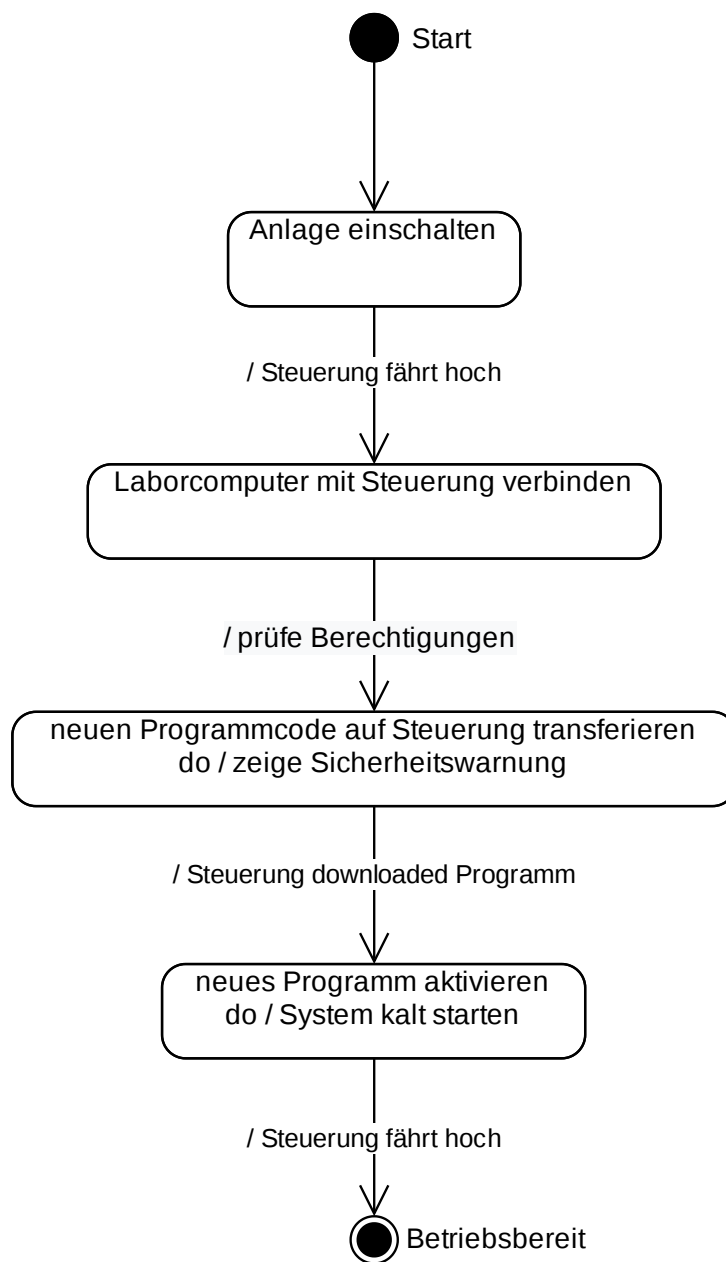 Start
Anlage einschalten
/ Steuerung fährt hoch
Laborcomputer mit Steuerung verbinden
/ prüfe Berechtigungen
neuen Programmcode auf Steuerung transferieren
do / zeige Sicherheitswarnung
/ Steuerung downloaded Programm
neues Programm aktivieren
do / System kalt starten
/ Steuerung fährt hoch
Betriebsbereit